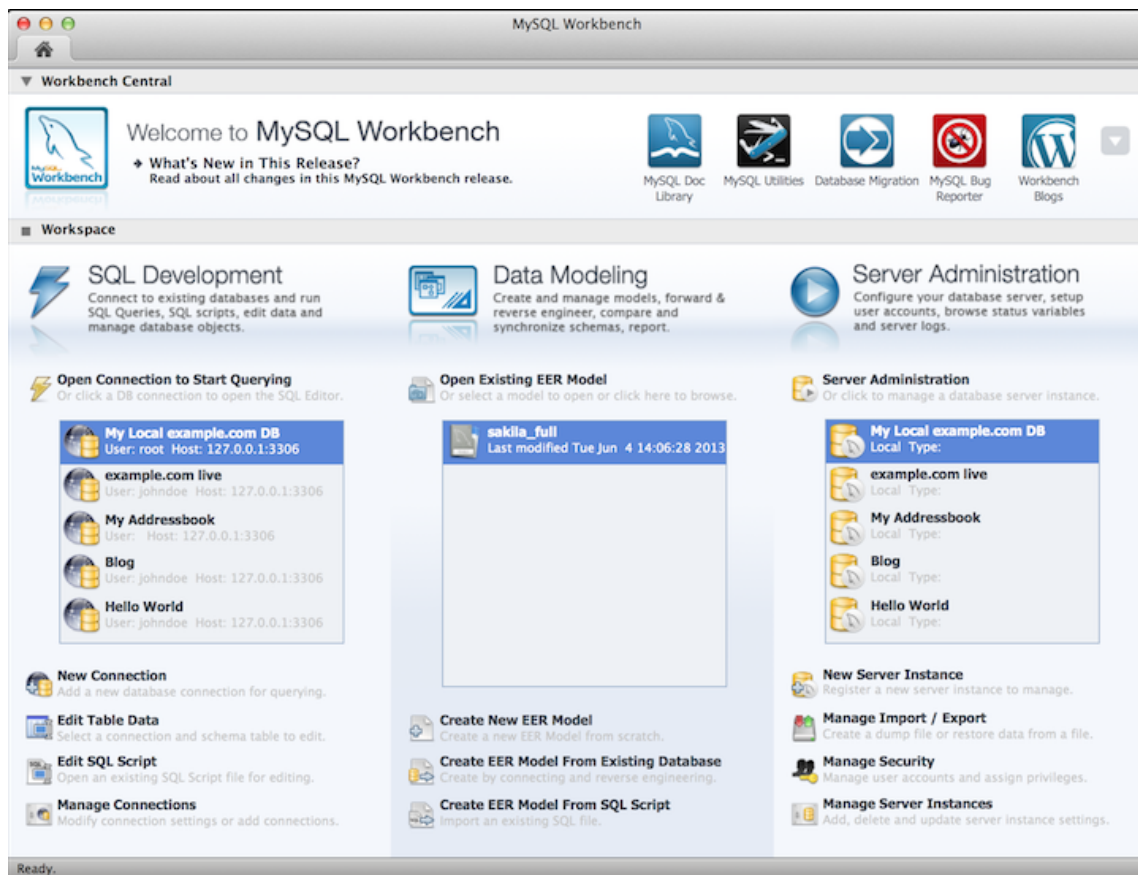 MySQL Workbench
Workbench Central
MySQL
Workbench
Welcome to MySQL Workbench
What's New in This Release?
Read about all changes in this MySQL Workbench release.
MySQL Doc
Library
MySQL Utilities
Database Migration
MySQL Bug
Reporter
Workbench
Blogs
Workspace
SQL Development
Connect to existing databases and run
SQL Queries, SQL scripts, edit data and
manage database objects.
Open Connection to Start Querying
Or click a DB connection to open the SQL Editor.
My Local example.com DB
User: root Host: 127.0.0.1:3306
example.com live
User: johndoe Host: 127.0.0.1:3306
My Addressbook
User: Host: 127.0.0.1:3306
Blog
User: johndoe Host: 127.0.0.1:3306
Hello World
User: johndoe Host: 127.0.0.1:3306
New Connection
Add a new database connection for querying.
Edit Table Data
Select a connection and schema table to edit.
Edit SQL Script
Open an existing SQL Script file for editing.
Manage Connections
Modify connection settings or add connections.
Data Modeling
Create and manage models, forward &
reverse engineer, compare and
synchronize schemas, report.
Open Existing EER Model
Or select a model to open or click here to browse.
sakila_full
Last modified Tue Jun 4 14:06:28 2013
Create New EER Model
Create a new EER Model from scratch.
Create EER Model From Existing Database
Create by connecting and reverse engineering.
Create EER Model From SQL Script
Import an existing SQL file.
Server Administration
Configure your database server, setup
user accounts, browse status variables
and server logs.
Server Administration
Or click to manage a database server instance.
My Local example.com DB
Local Type:
example.com live
Local Type:
My Addressbook
Local Type:
Blog
Local Type:
Hello World
Local Type:
New Server Instance
Register a new server instance to manage.
Manage Import / Export
Create a dump file or restore data from a file.
Manage Security
Manage user accounts and assign privileges.
Manage Server Instances
Add, delete and update server instance settings.
Ready.